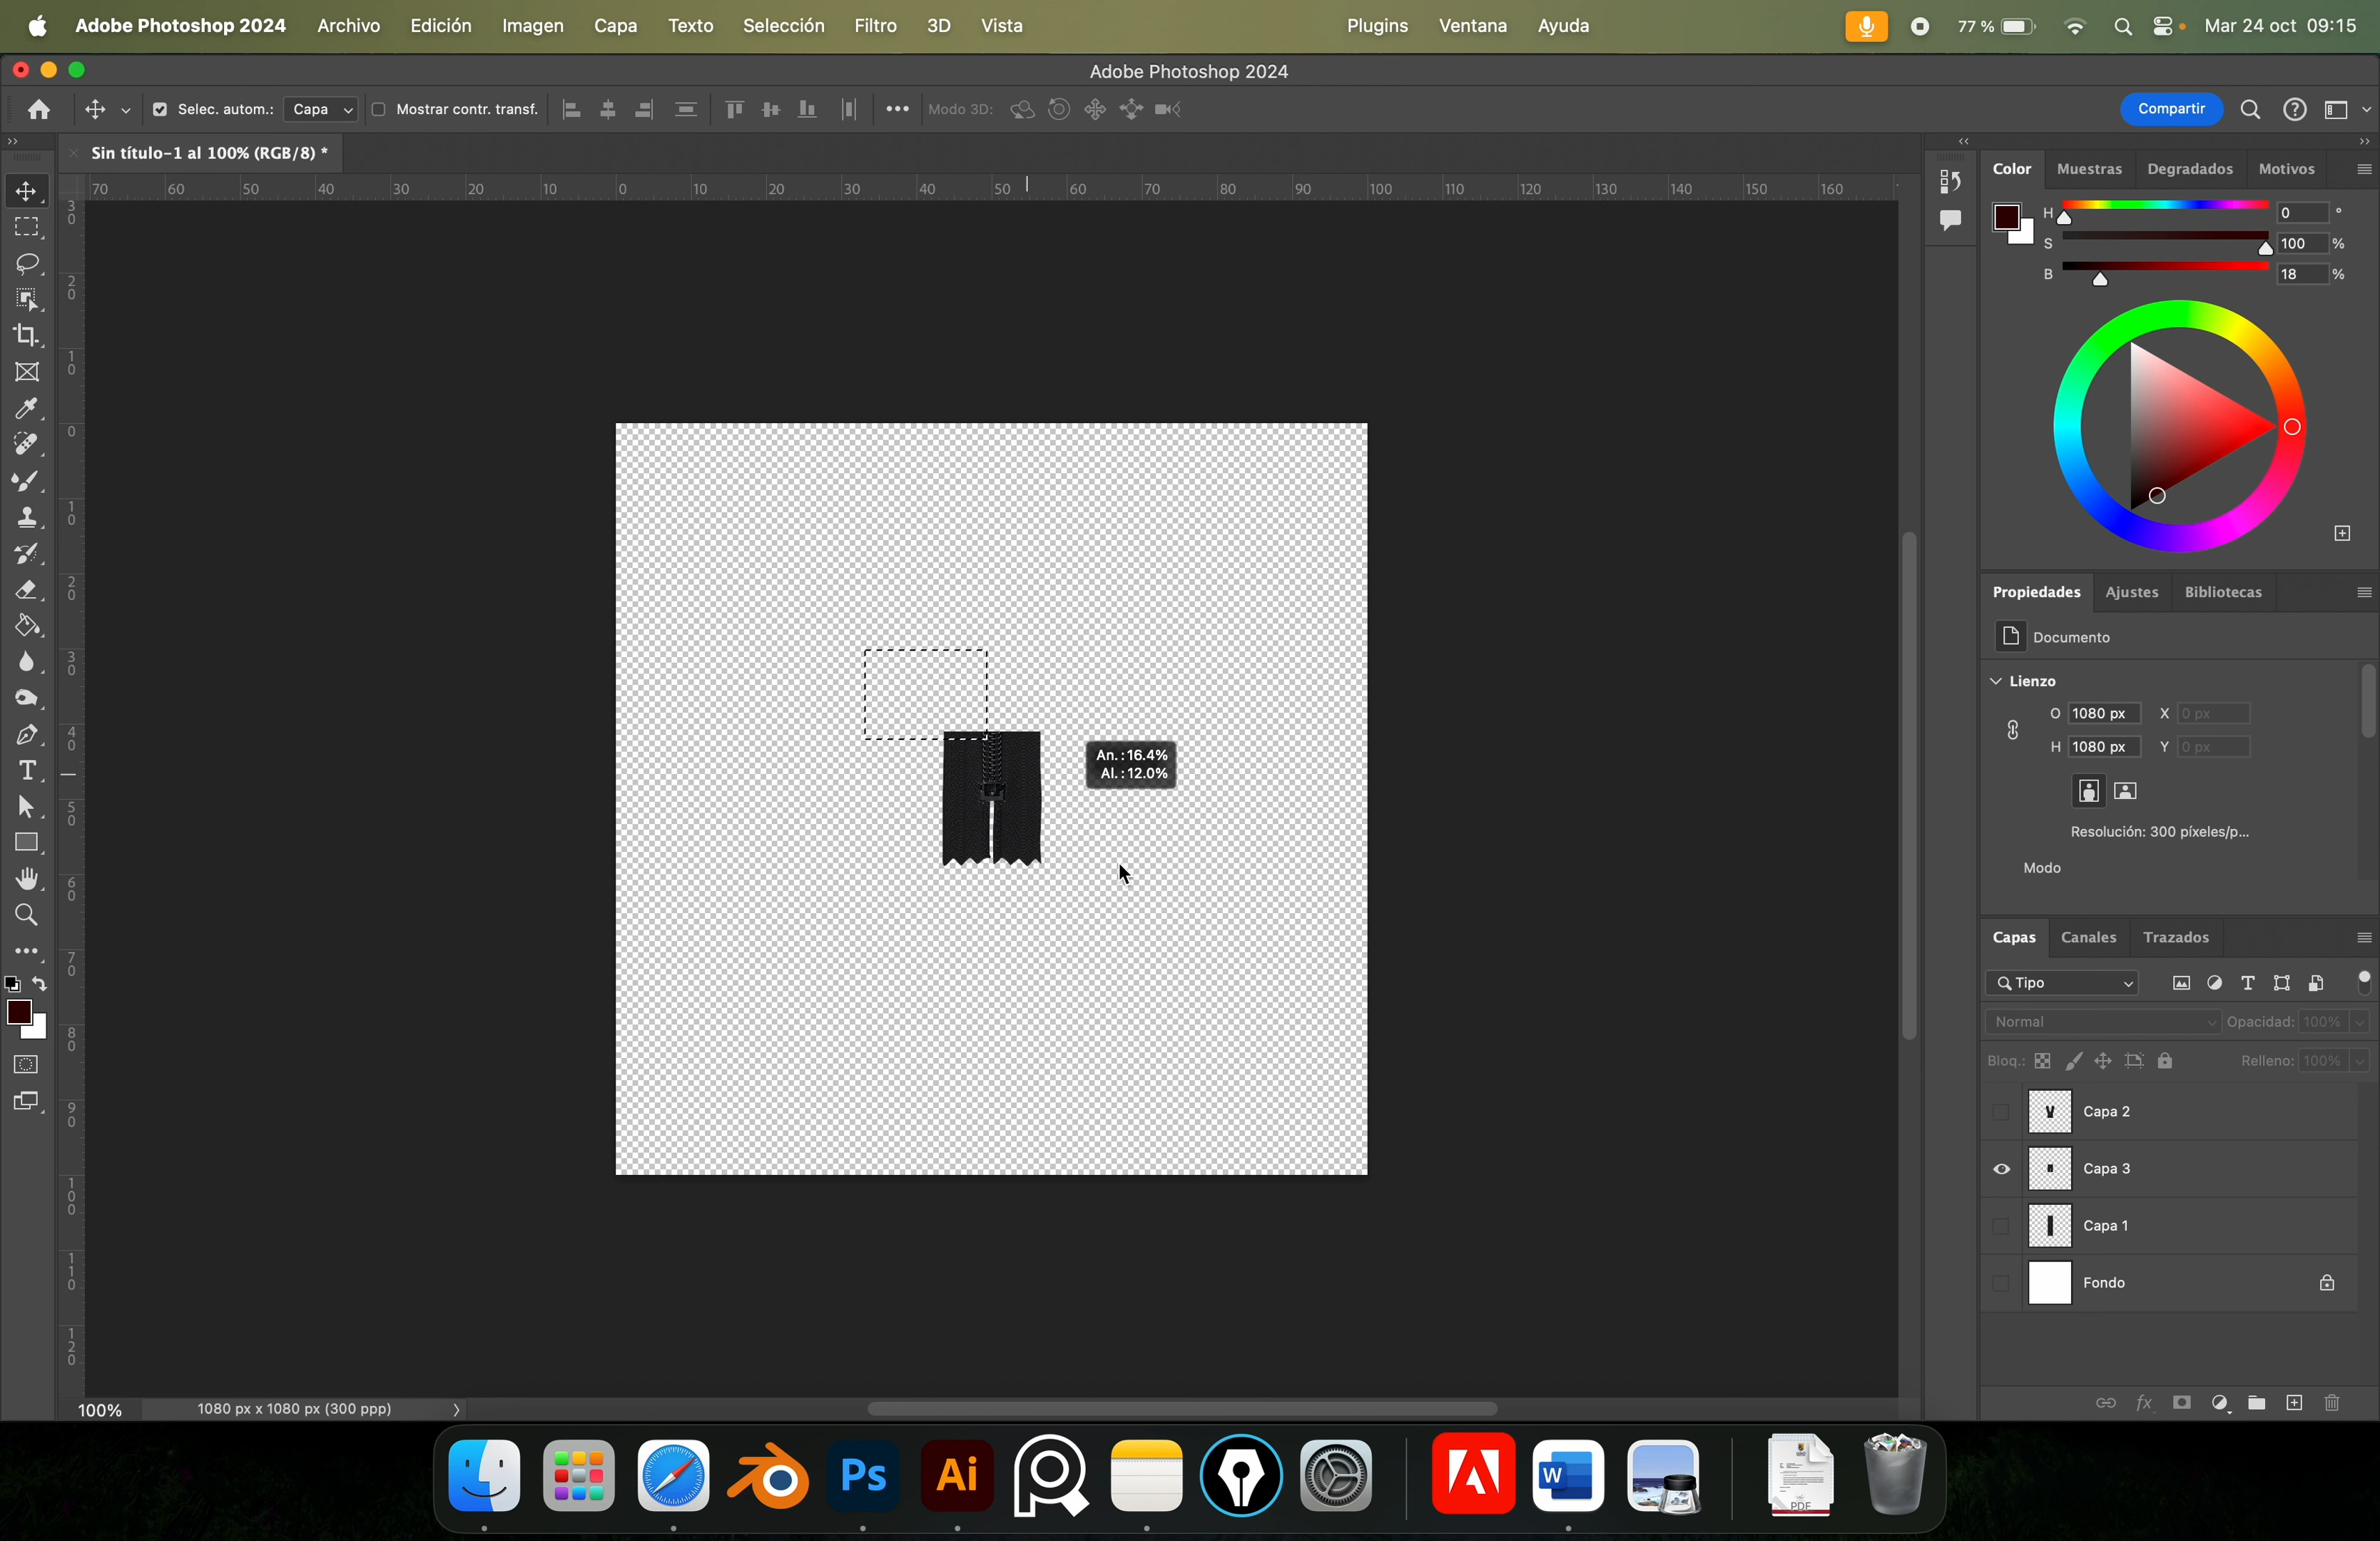 Adobe Photoshop 2024 Archivo Edición Imagen Capa Texto Selección Filtro 3D Vista Plugins Ventana Ayuda 77 % Mar 24 oct 09:15
Adobe Photoshop 2024
Selec. autom.: Capa Mostrar contr. transf. Modo 3D: Compartir
Sin título-1 al 100% (RGB/8) *
70 60 50 40 30 20 10 0 10 20 30 40 50 60 70 80 90 100 110 120 130 140 150 160
30
20
10
0
10
20
30
40
50
60
70
80
90
100
110
120
An.: 16.4%
Al.: 12.0%
Color Muestras Degradados Motivos
H 0 °
S 100 %
B 18 %
Propiedades Ajustes Bibliotecas
Documento
Lienzo
O 1080 px X 0 px
H 1080 px Y 0 px
Resolución: 300 píxeles/p...
Modo
Capas Canales Trazados
Tipo
Normal Opacidad: 100%
Bloq.: Relleno: 100%
Capa 2
Capa 3
Capa 1
Fondo
fx
100% 1080 px x 1080 px (300 ppp)
Ps Ai W PDF